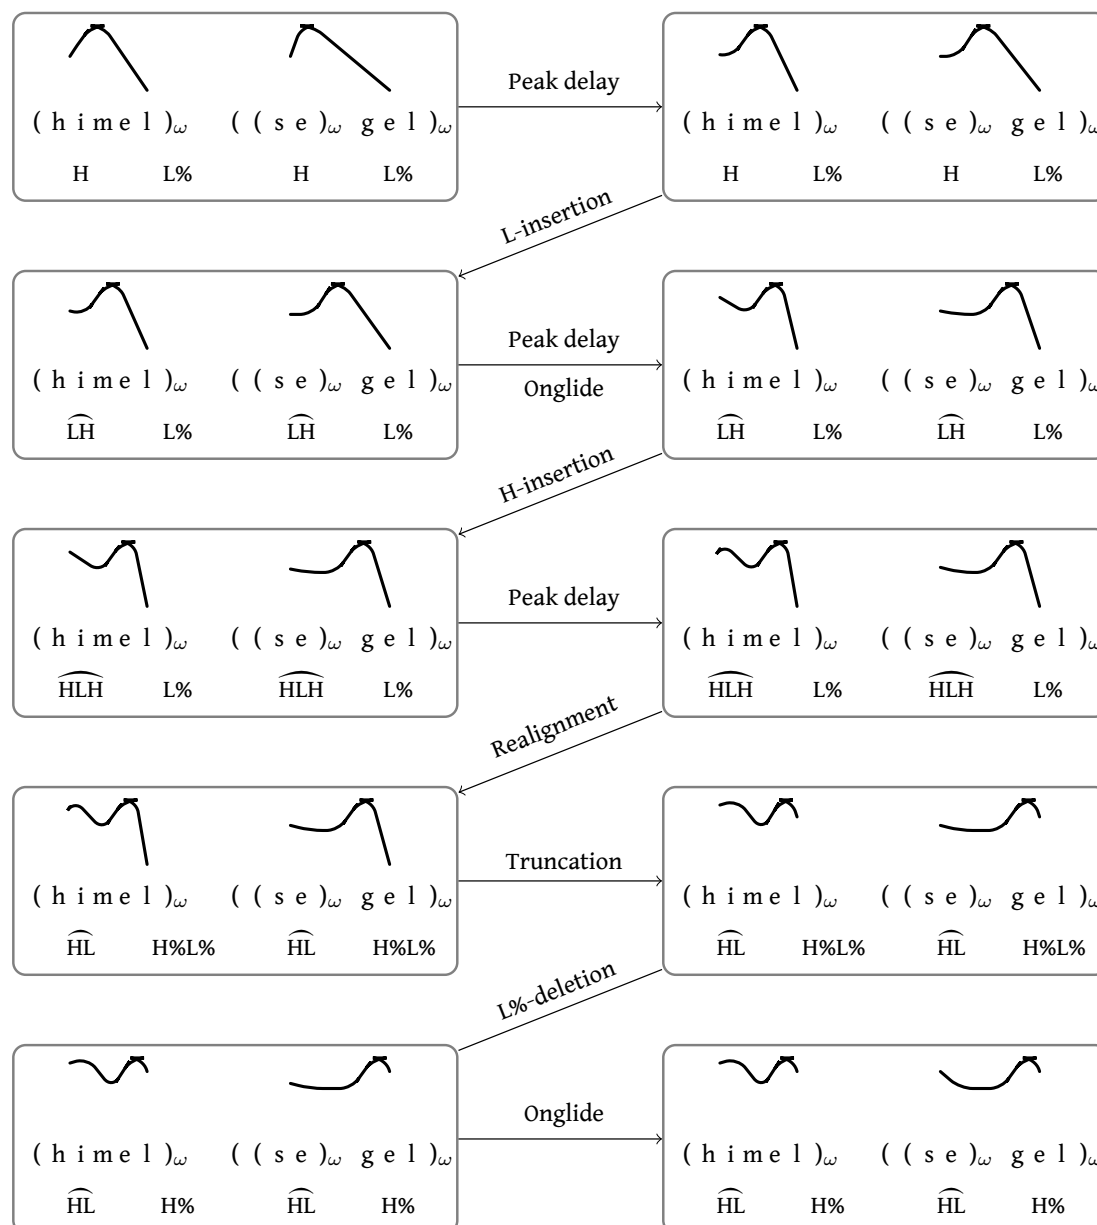 Peak delay
( h i m e l )ω ( ( s e )ω g e l )ω ( h i m e l )ω ( ( s e )ω g e l )ω
H L% H L% H L% H L%
L-insertion
Peak delay
( h i m e l )ω ( ( s e )ω g e l )ω ( h i m e l )ω ( ( s e )ω g e l )ω
Onglide
LH L% LH L% LH L% LH L%
H-insertion
Peak delay
( h i m e l )ω ( ( s e )ω g e l )ω ( h i m e l )ω ( ( s e )ω g e l )ω
HLH L% HLH L% HLH L% HLH L%
Realignment
Truncation
( h i m e l )ω ( ( s e )ω g e l )ω ( h i m e l )ω ( ( s e )ω g e l )ω
HL H%L% HL H%L% HL H%L% HL H%L%
L%-deletion
Onglide
( h i m e l )ω ( ( s e )ω g e l )ω ( h i m e l )ω ( ( s e )ω g e l )ω
HL H% HL H% HL H% HL H%